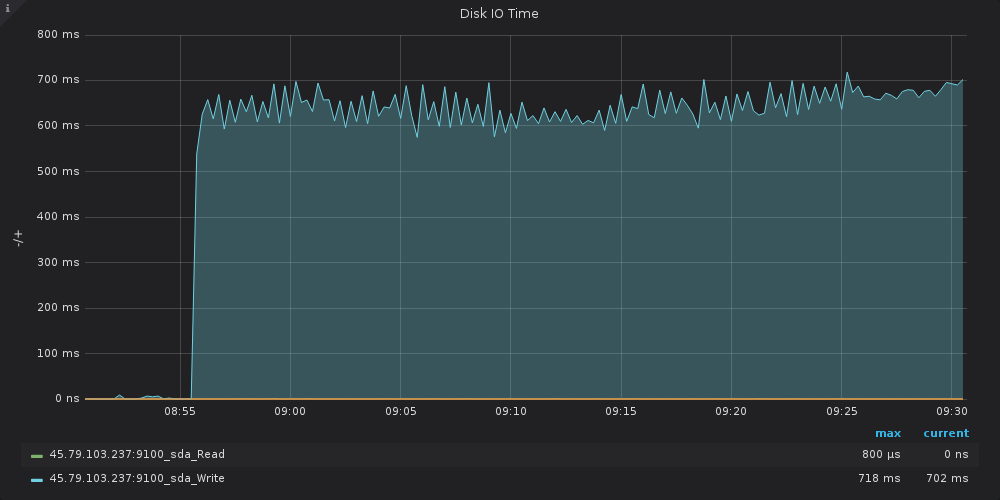 i
Disk IO Time
800 ms
700 ms
600 ms
500 ms
400 ms
300 ms
200 ms
100 ms
0 ns
-/+
08:55 09:00 09:05 09:10 09:15 09:20 09:25 09:30
max current
45.79.103.237:9100_sda_Read 800 µs 0 ns
45.79.103.237:9100_sda_Write 718 ms 702 ms